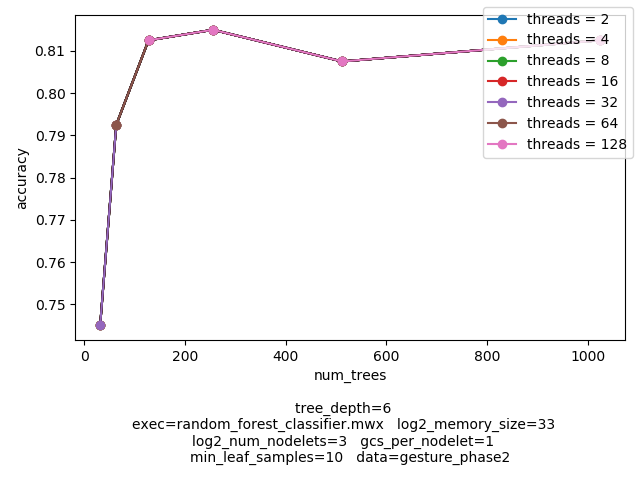 threads = 2
threads = 4
threads = 8
threads = 16
threads = 32
threads = 64
threads = 128
0.81
0.80
0.79
0.78
0.77
0.76
0.75
accuracy
0 200 400 600 800 1000
num_trees
tree_depth=6
exec=random_forest_classifier.mwx log2_memory_size=33
log2_num_nodelets=3 gcs_per_nodelet=1
min_leaf_samples=10 data=gesture_phase2